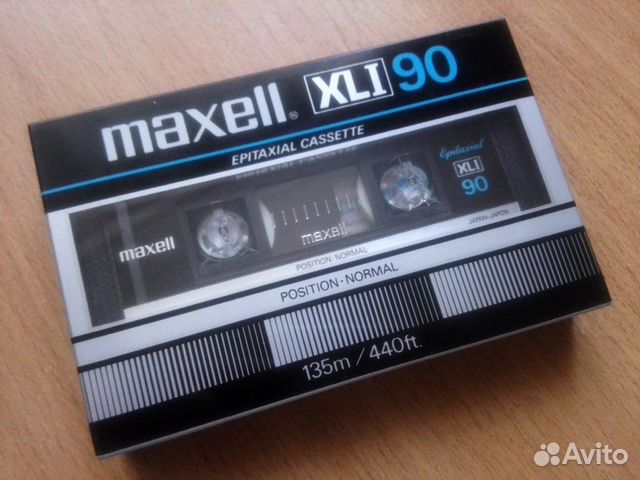 maxell® XLI 90
EPITAXIAL CASSETTE
Epitaxial
XLI
90
maxell
maxell
JAPAN·JAPON
POSITION·NORMAL
POSITION·NORMAL
135m / 440ft.
Avito